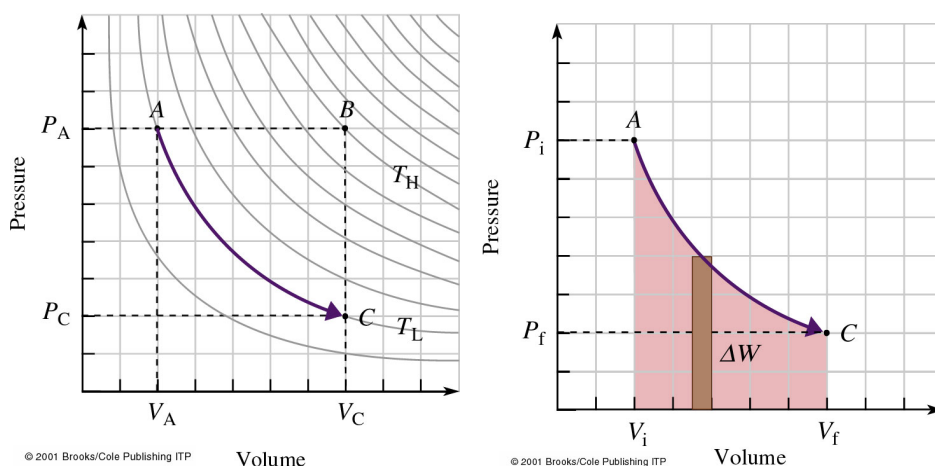 A
B
P_A
T_H
Pressure
P_C
C
T_L
V_A
V_C
© 2001 Brooks/Cole Publishing ITP
Volume
A
P_i
Pressure
P_f
C
ΔW
V_i
V_f
© 2001 Brooks/Cole Publishing ITP
Volume